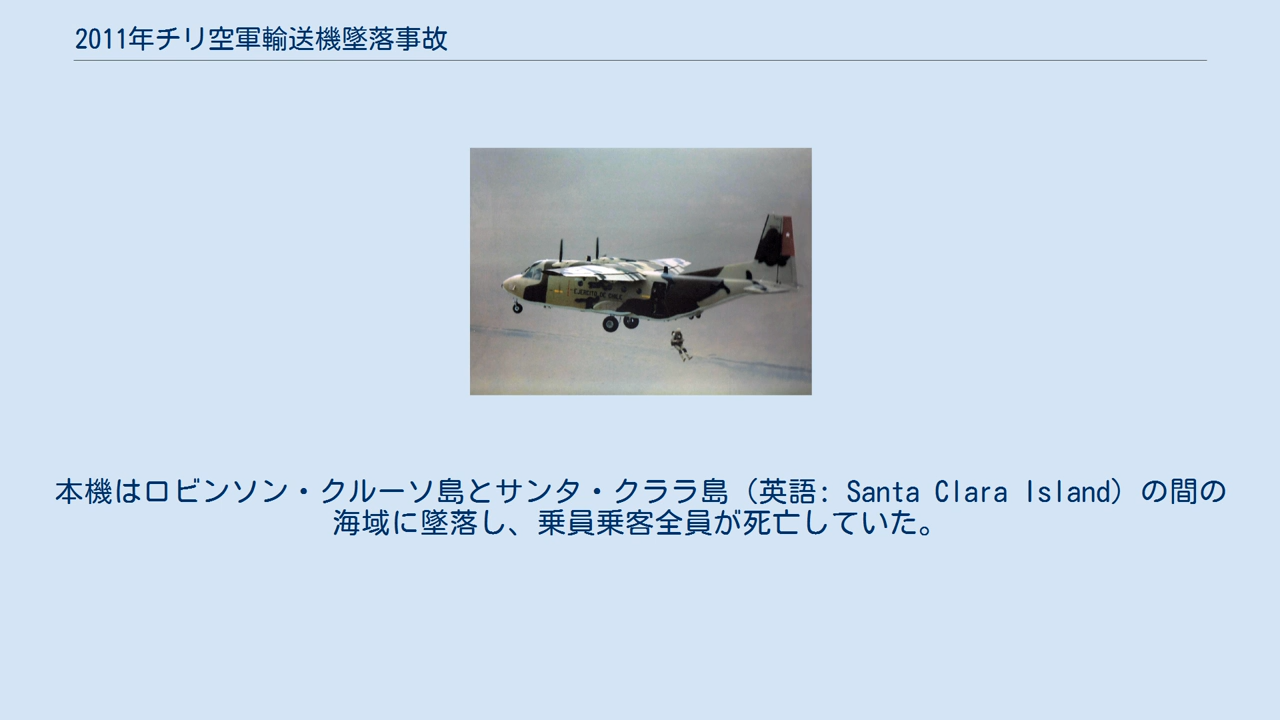 2011年チリ空軍輸送機墜落事故
EJERCITO DE CHILE
本機はロビンソン・クルーソ島とサンタ・クララ島（英語: Santa Clara Island）の間の
海域に墜落し、乗員乗客全員が死亡していた。